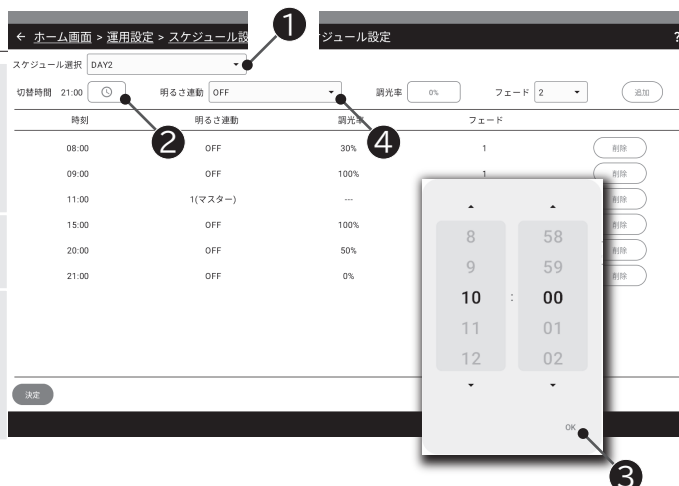 ← ホーム画面 > 運用設定 > スケジュール設 ジュール設定 ?
1
スケジュール選択 DAY2
切替時間 21:00 明るさ連動 OFF 調光率 0% フェード 2 追加
2
4
時刻 明るさ連動 調光率 フェード
08:00 OFF 30% 1 削除
09:00 OFF 100% 1 削除
11:00 1(マスター) --- 削除
15:00 OFF 100% 削除
20:00 OFF 50% 削除
21:00 OFF 0% 削除
8 58
9 59
10 : 00
11 01
12 02
OK
3
決定